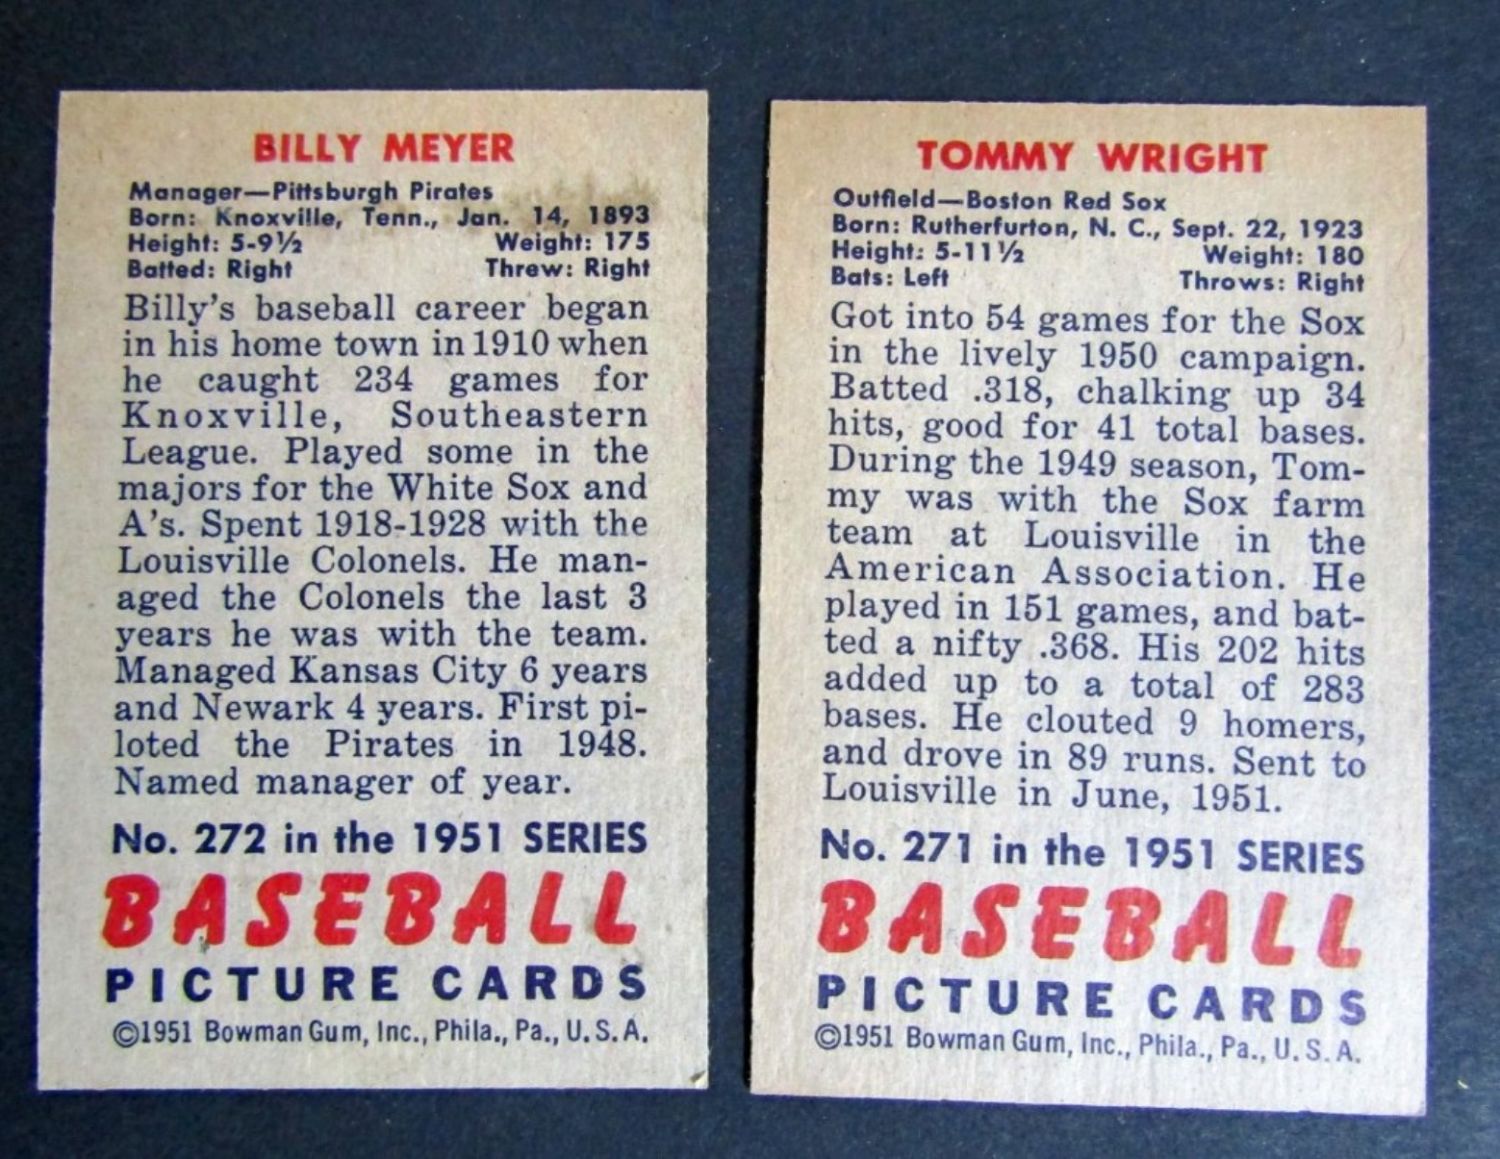 BILLY MEYER
Manager—Pittsburgh Pirates
Born: Knoxville, Tenn., Jan. 14, 1893
Height: 5-9½ Weight: 175
Batted: Right Threw: Right
Billy's baseball career began
in his home town in 1910 when
he caught 234 games for
Knoxville, Southeastern
League. Played some in the
majors for the White Sox and
A's. Spent 1918-1928 with the
Louisville Colonels. He man-
aged the Colonels the last 3
years he was with the team.
Managed Kansas City 6 years
and Newark 4 years. First pi-
loted the Pirates in 1948.
Named manager of year.
No. 272 in the 1951 SERIES
BASEBALL
PICTURE CARDS
©1951 Bowman Gum, Inc., Phila., Pa., U.S.A.
TOMMY WRIGHT
Outfield—Boston Red Sox
Born: Rutherfurton, N. C., Sept. 22, 1923
Height: 5-11½ Weight: 180
Bats: Left Throws: Right
Got into 54 games for the Sox
in the lively 1950 campaign.
Batted .318, chalking up 34
hits, good for 41 total bases.
During the 1949 season, Tom-
my was with the Sox farm
team at Louisville in the
American Association. He
played in 151 games, and bat-
ted a nifty .368. His 202 hits
added up to a total of 283
bases. He clouted 9 homers,
and drove in 89 runs. Sent to
Louisville in June, 1951.
No. 271 in the 1951 SERIES
BASEBALL
PICTURE CARDS
©1951 Bowman Gum, Inc., Phila., Pa., U.S.A.